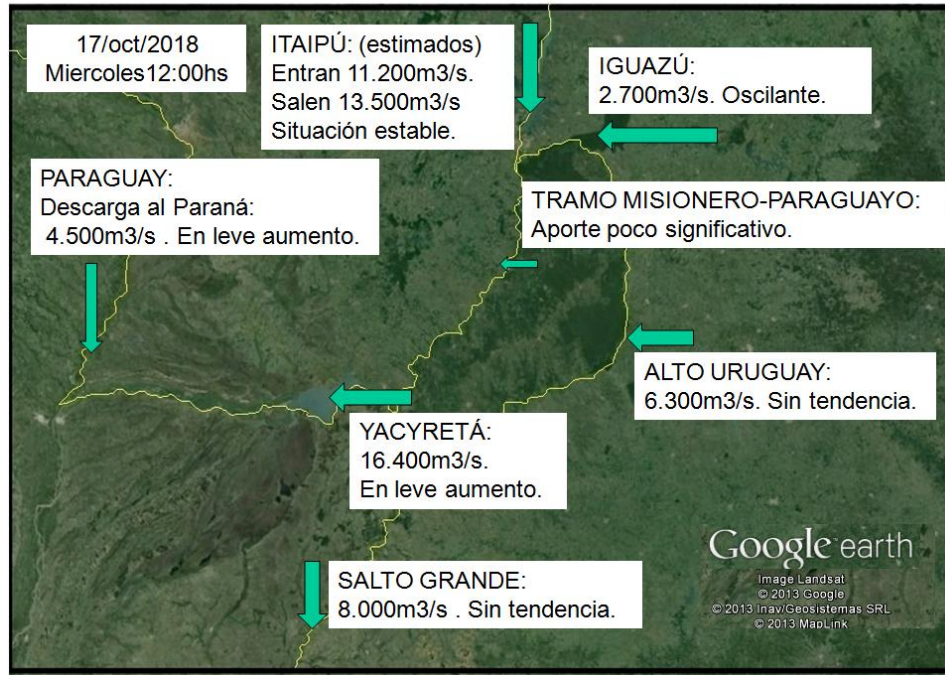 17/oct/2018
Miercoles12:00hs
ITAIPÚ: (estimados)
Entran 11.200m3/s.
Salen 13.500m3/s
Situación estable.
IGUAZÚ:
2.700m3/s. Oscilante.
PARAGUAY:
Descarga al Paraná:
4.500m3/s . En leve aumento.
TRAMO MISIONERO-PARAGUAYO:
Aporte poco significativo.
ALTO URUGUAY:
6.300m3/s. Sin tendencia.
YACYRETÁ:
16.400m3/s.
En leve aumento.
SALTO GRANDE:
8.000m3/s . Sin tendencia.
Google earth
Image Landsat
© 2013 Google
© 2013 Inav/Geosistemas SRL
© 2013 MapLink